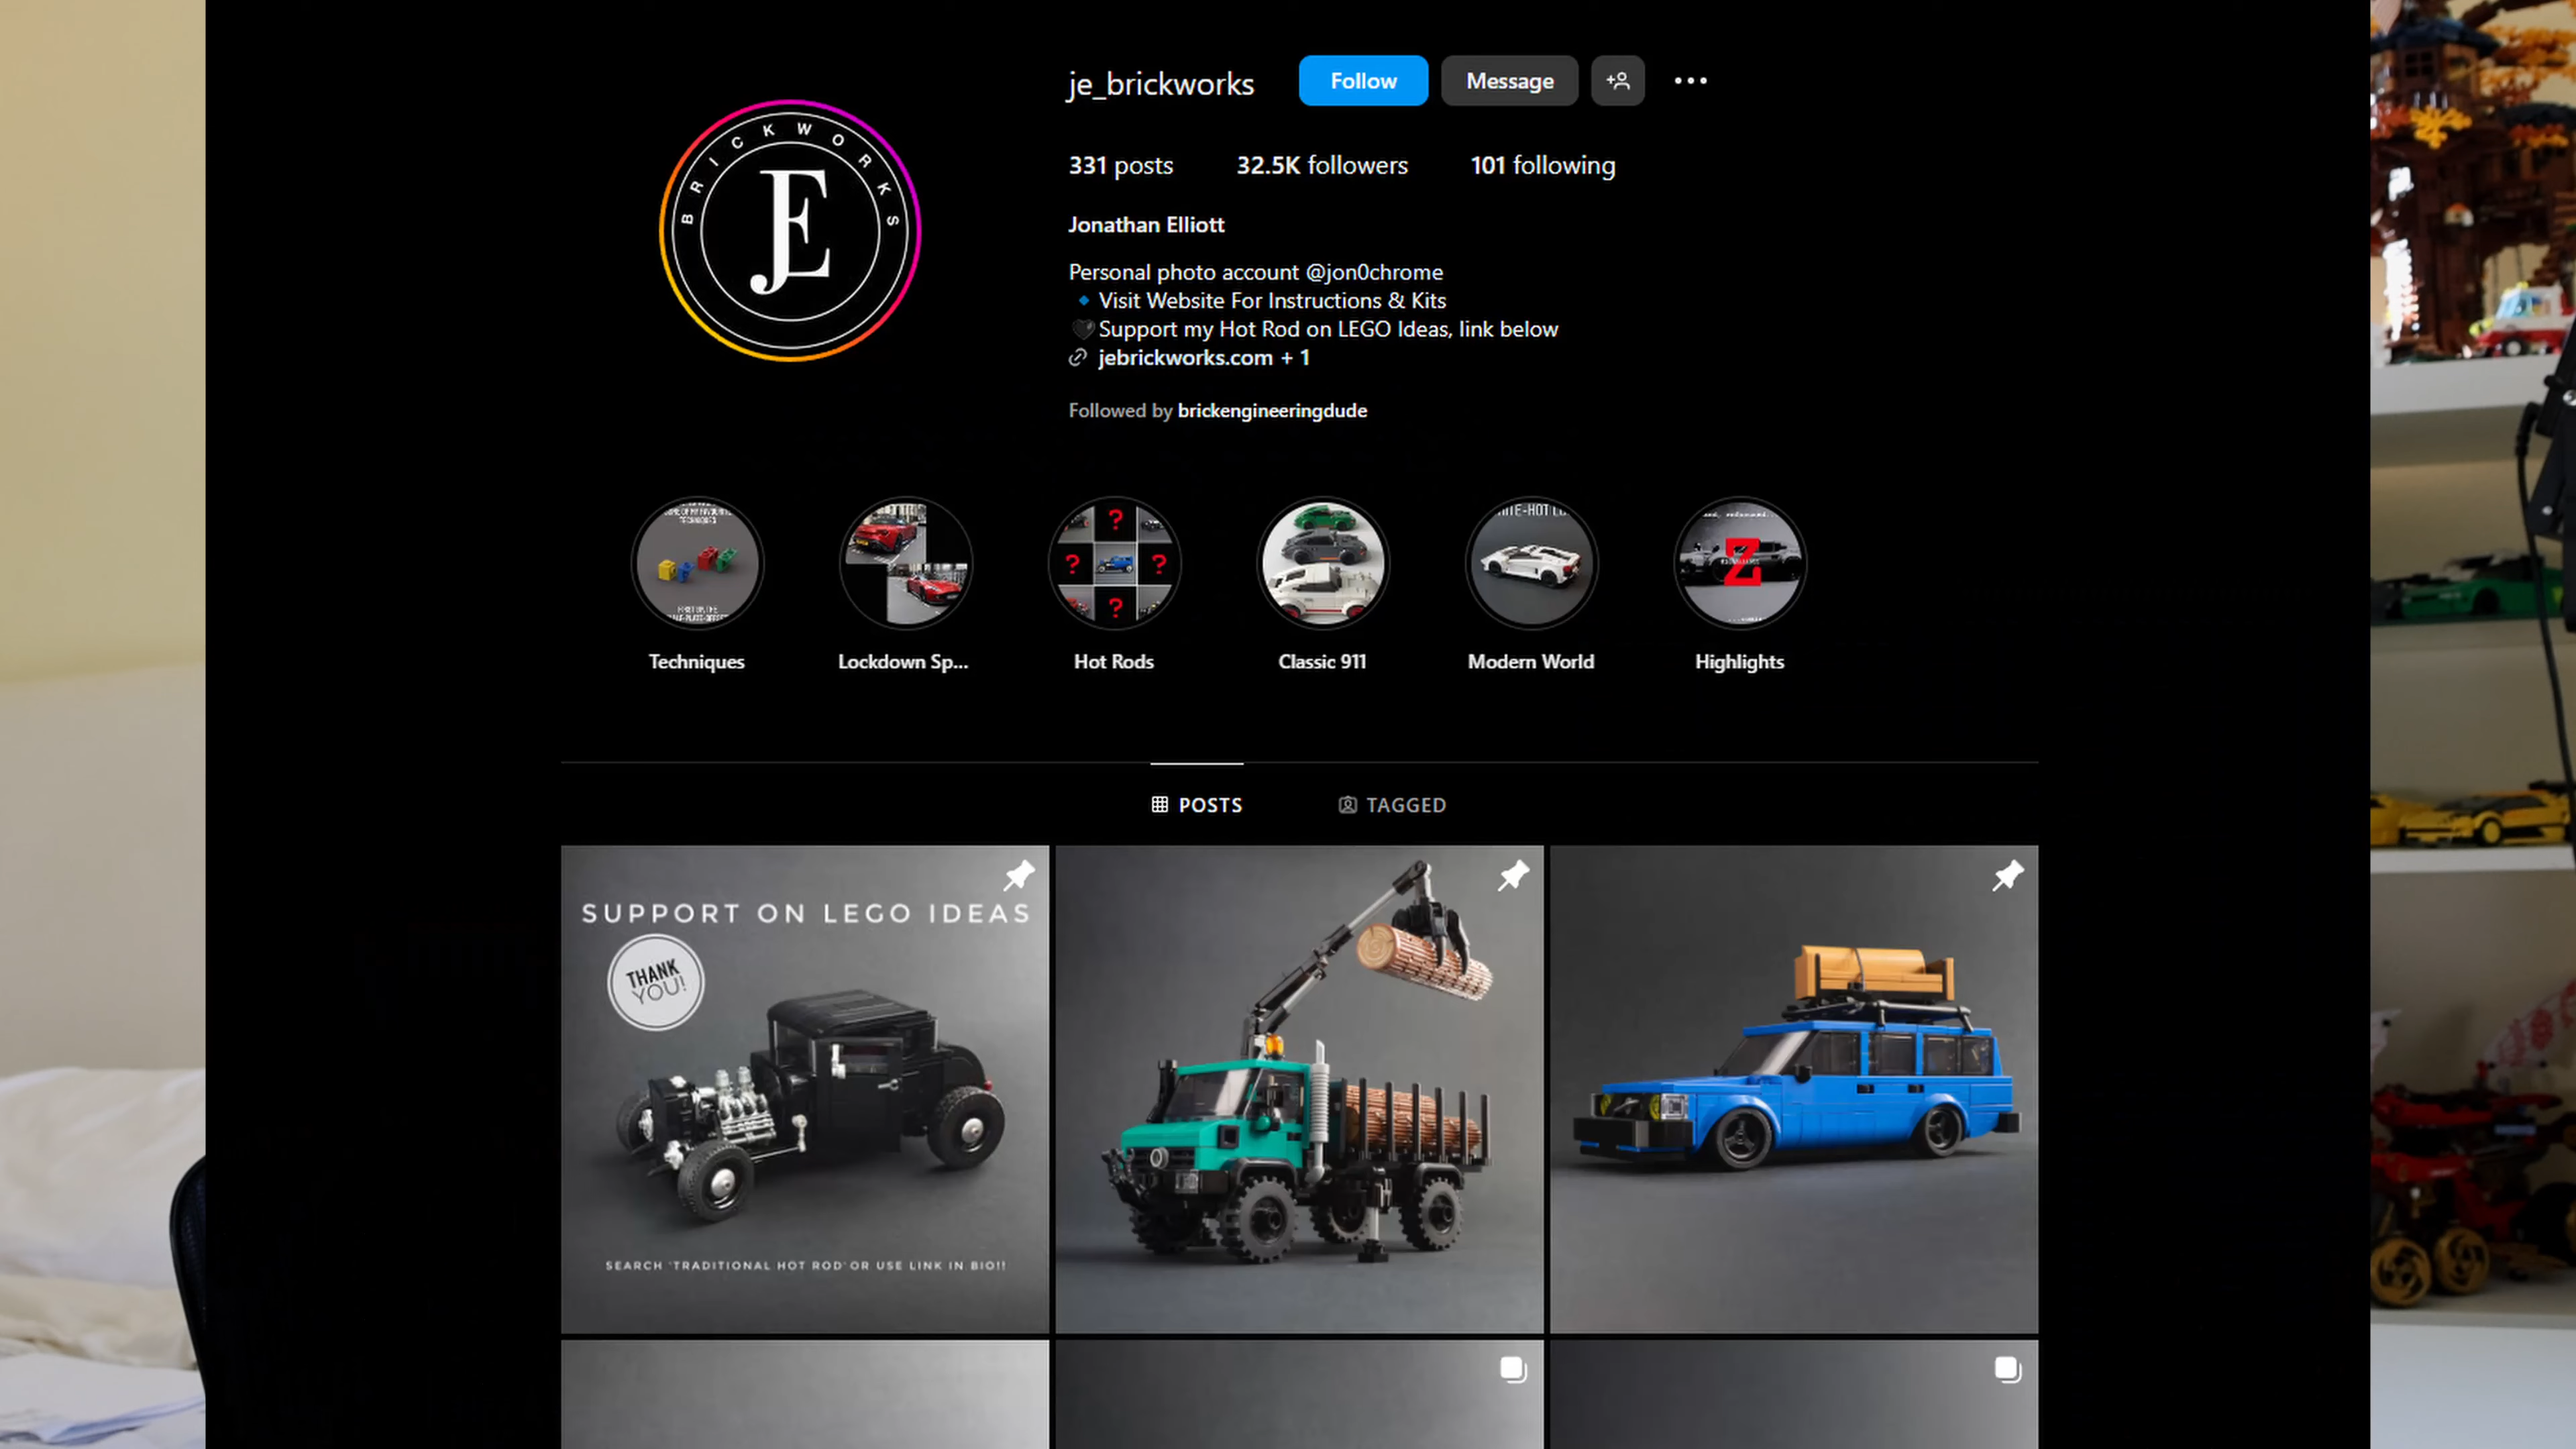 je_brickworks Follow Message
331 posts 32.5K followers 101 following
BRICKWORKS
JE
Jonathan Elliott
Personal photo account @jon0chrome
Visit Website For Instructions & Kits
Support my Hot Rod on LEGO Ideas, link below
jebrickworks.com + 1
Followed by brickengineeringdude
? ? ? ?
Z
Techniques Lockdown Sp... Hot Rods Classic 911 Modern World Highlights
POSTS TAGGED
SUPPORT ON LEGO IDEAS
THANK
YOU!
SEARCH 'TRADITIONAL HOT ROD' OR USE LINK IN BIO!!